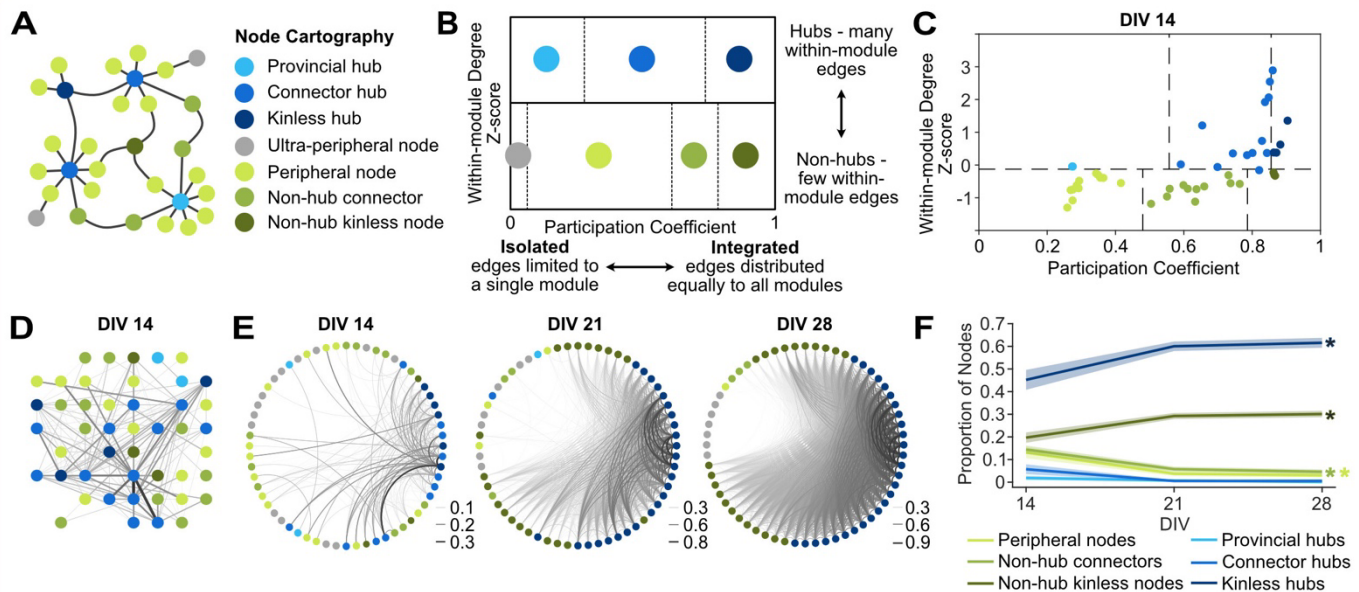 A
Node Cartography
Provincial hub
Connector hub
Kinless hub
Ultra-peripheral node
Peripheral node
Non-hub connector
Non-hub kinless node
B
Within-module Degree
Z-score
0
1
Participation Coefficient
Isolated
edges limited to
a single module
Integrated
edges distributed
equally to all modules
Hubs - many
within-module
edges
Non-hubs -
few within-
module edges
C
DIV 14
Within-module Degree
Z-score
3
2
1
0
-1
0
0.2
0.4
0.6
0.8
1
Participation Coefficient
D
DIV 14
E
DIV 14
0.1
0.2
0.3
DIV 21
0.3
0.6
0.8
DIV 28
0.3
0.6
0.9
F
Proportion of Nodes
0.7
0.6
0.5
0.4
0.3
0.2
0.1
0
*
*
**
14
21
28
DIV
Peripheral nodes
Non-hub connectors
Non-hub kinless nodes
Provincial hubs
Connector hubs
Kinless hubs